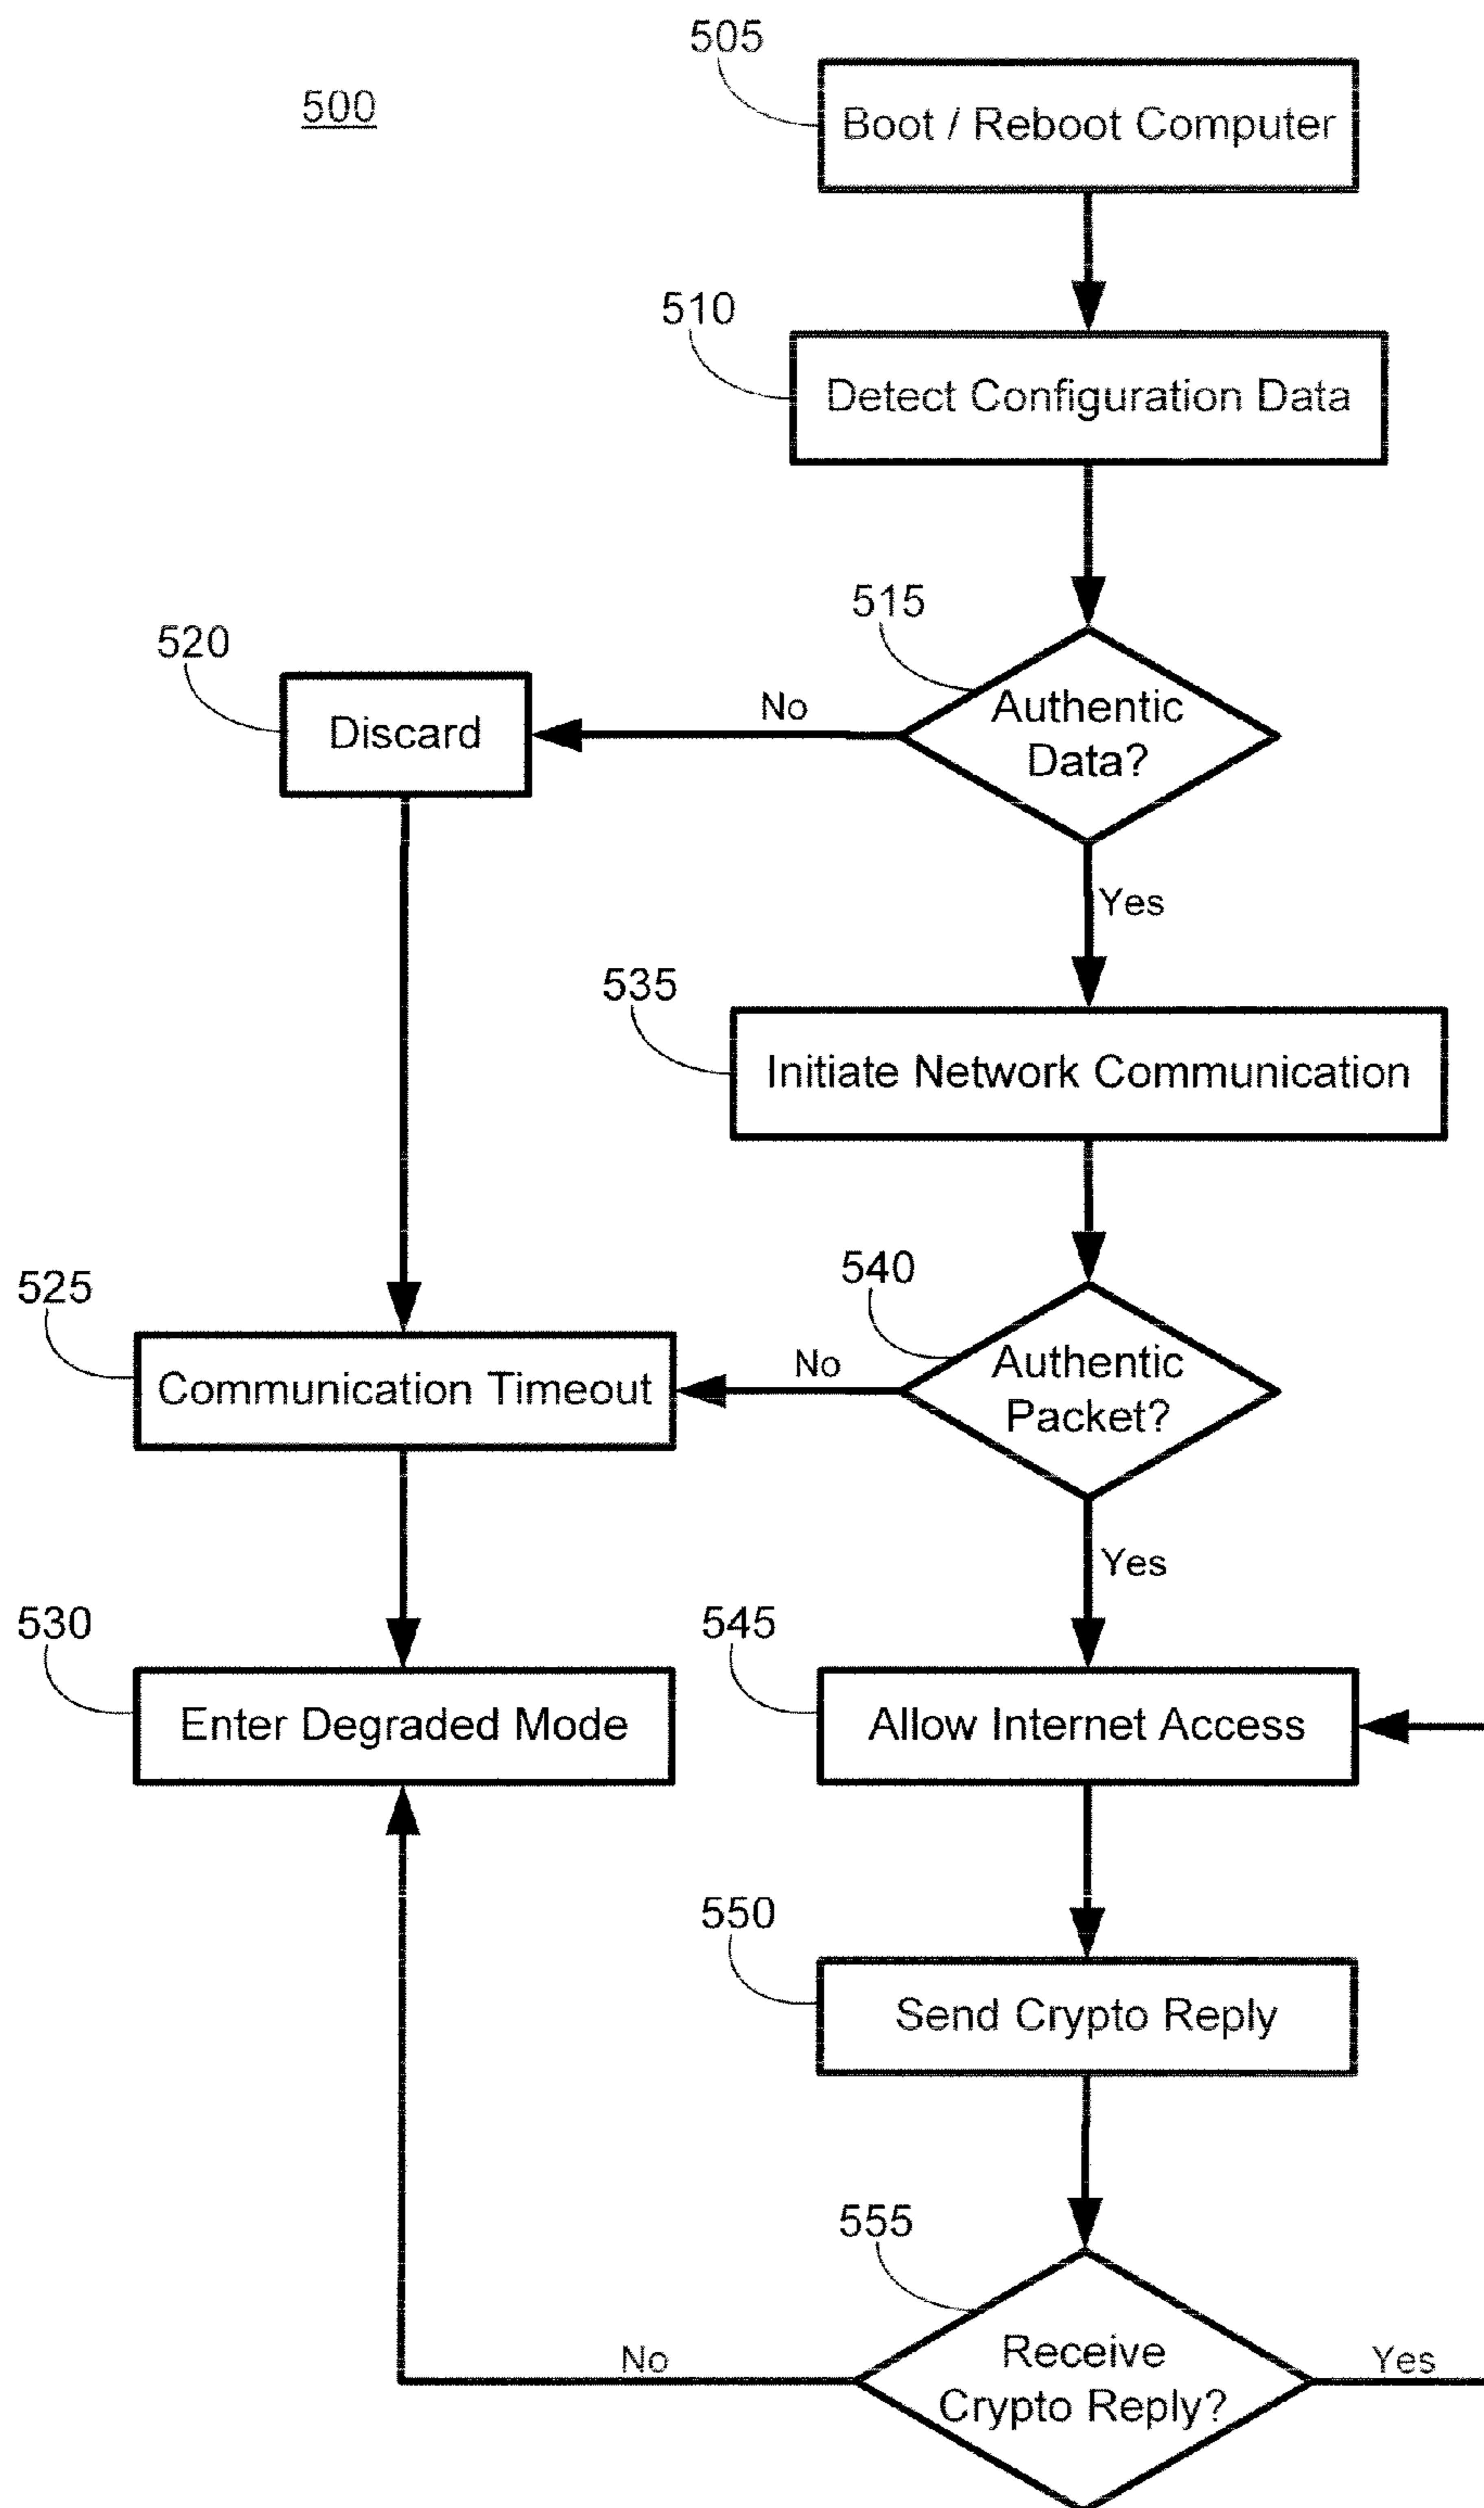 500
505
Boot / Reboot Computer
510
Detect Configuration Data
515
Authentic
Data?
No
520
Discard
Yes
535
Initiate Network Communication
540
Authentic
Packet?
No
525
Communication Timeout
Yes
530
Enter Degraded Mode
545
Allow Internet Access
550
Send Crypto Reply
555
Receive
Crypto Reply?
No
Yes